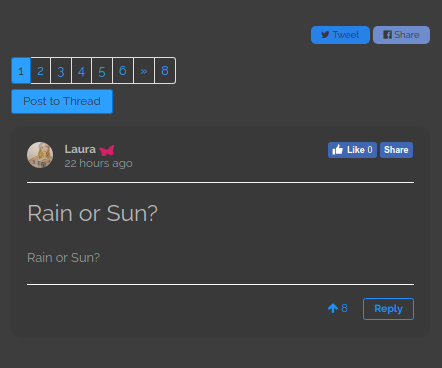 Tweet Share
1 2 3 4 5 6 » 8
Post to Thread
Laura
22 hours ago
Like 0 Share
Rain or Sun?
Rain or Sun?
8 Reply